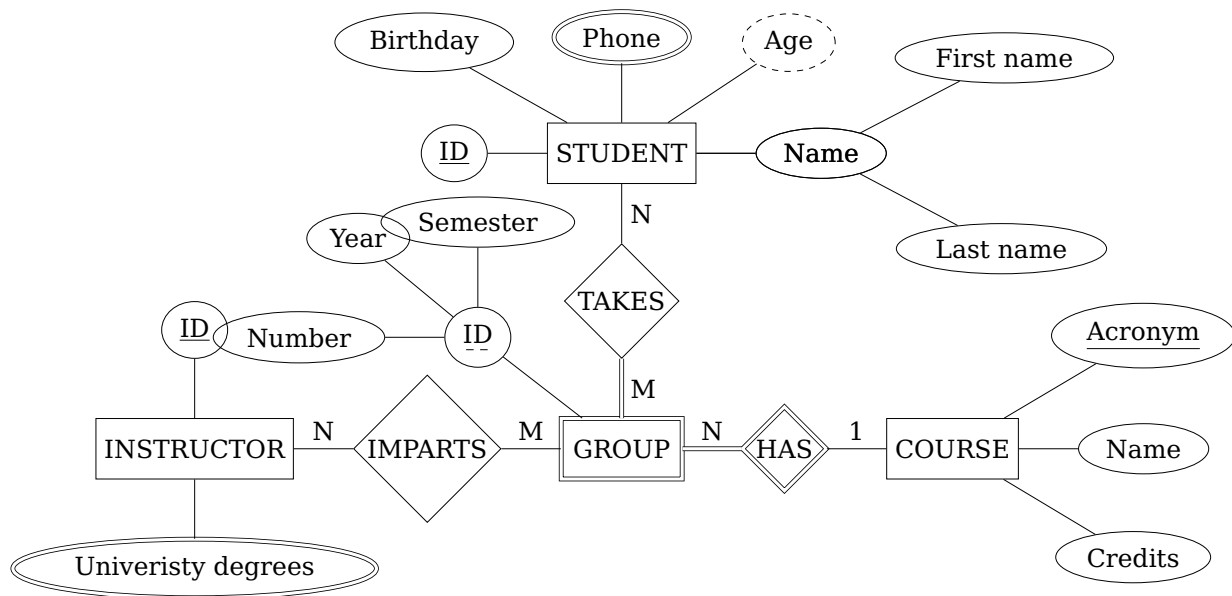 Birthday
Phone
Age
First name
ID
STUDENT
Name
Last name
N
Semester
Year
TAKES
ID
Number
ID
Acronym
M
INSTRUCTOR
N
IMPARTS
M
GROUP
N
HAS
1
COURSE
Name
Univeristy degrees
Credits